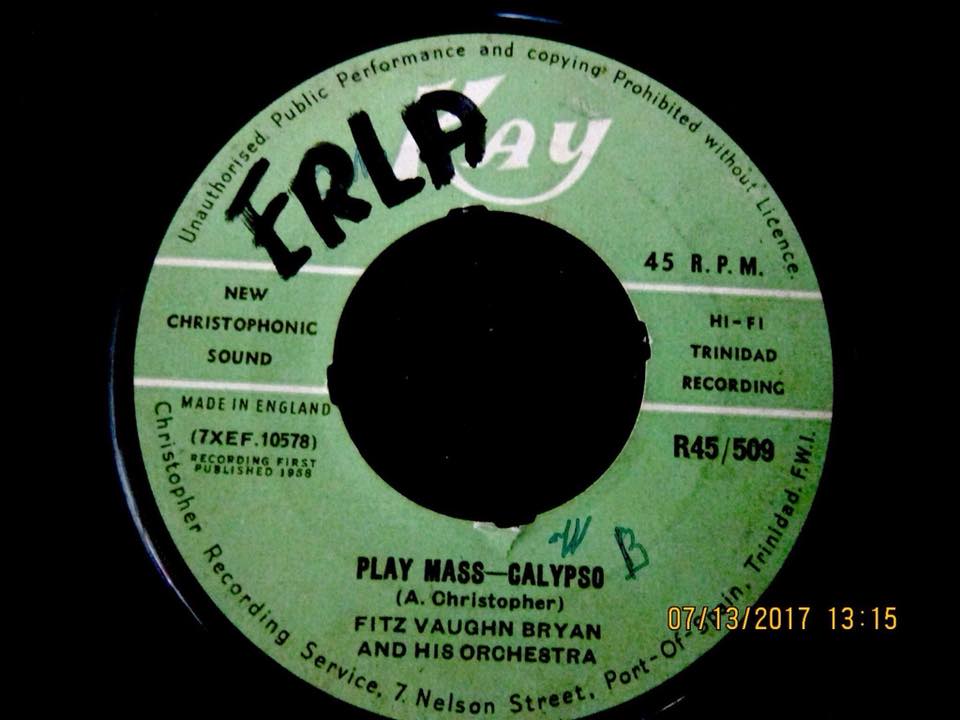 Unauthorised Public Performance and copying Prohibited without Licence.
Kay
ERLA
45 R.P.M.
NEW
CHRISTOPHONIC
SOUND
HI-FI
TRINIDAD
RECORDING
MADE IN ENGLAND
(7XEF.10578)
RECORDING FIRST
PUBLISHED 1958
R45/509
B
PLAY MASS—CALYPSO
(A. Christopher)
FITZ VAUGHN BRYAN
AND HIS ORCHESTRA
Christopher Recording Service, 7 Nelson Street, Port-Of-Spain, Trinidad. F.W.I.
07/13/2017 13:15